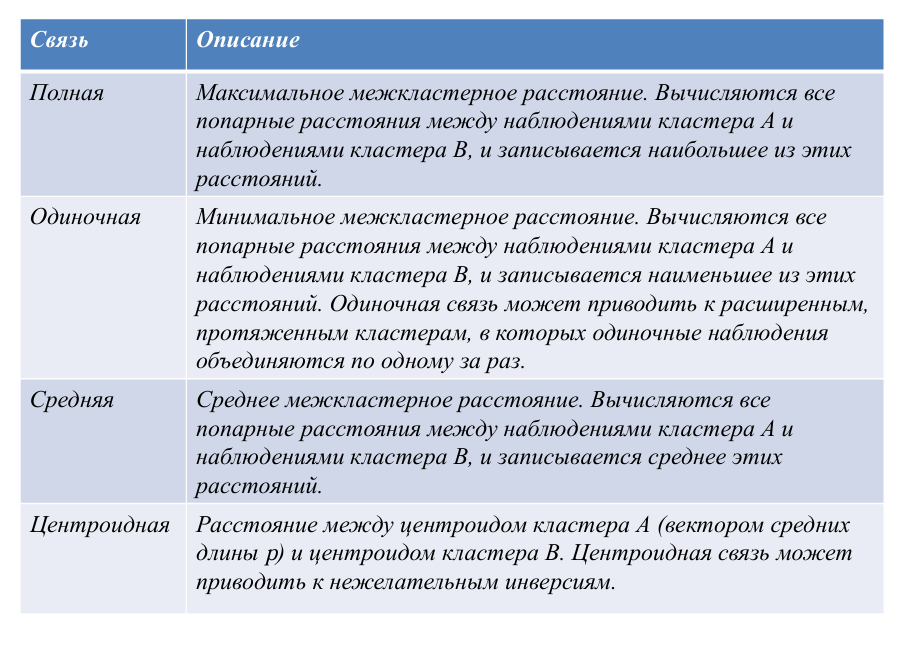 Связь Описание
Полная Максимальное межкластерное расстояние. Вычисляются все
попарные расстояния между наблюдениями кластера A и
наблюдениями кластера B, и записывается наибольшее из этих
расстояний.
Одиночная Минимальное межкластерное расстояние. Вычисляются все
попарные расстояния между наблюдениями кластера A и
наблюдениями кластера B, и записывается наименьшее из этих
расстояний. Одиночная связь может приводить к расширенным,
протяженным кластерам, в которых одиночные наблюдения
объединяются по одному за раз.
Средняя Среднее межкластерное расстояние. Вычисляются все
попарные расстояния между наблюдениями кластера A и
наблюдениями кластера B, и записывается среднее этих
расстояний.
Центроидная Расстояние между центроидом кластера A (вектором средних
длины p) и центроидом кластера B. Центроидная связь может
приводить к нежелательным инверсиям.